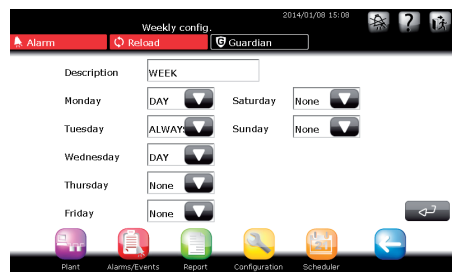 2014/01/08 15:08
Weekly config.
Alarm Reload Guardian
Description WEEK
Monday DAY Saturday None
Tuesday ALWAYS Sunday None
Wednesday DAY
Thursday None
Friday None
Plant Alarms/Events Report Configuration Scheduler